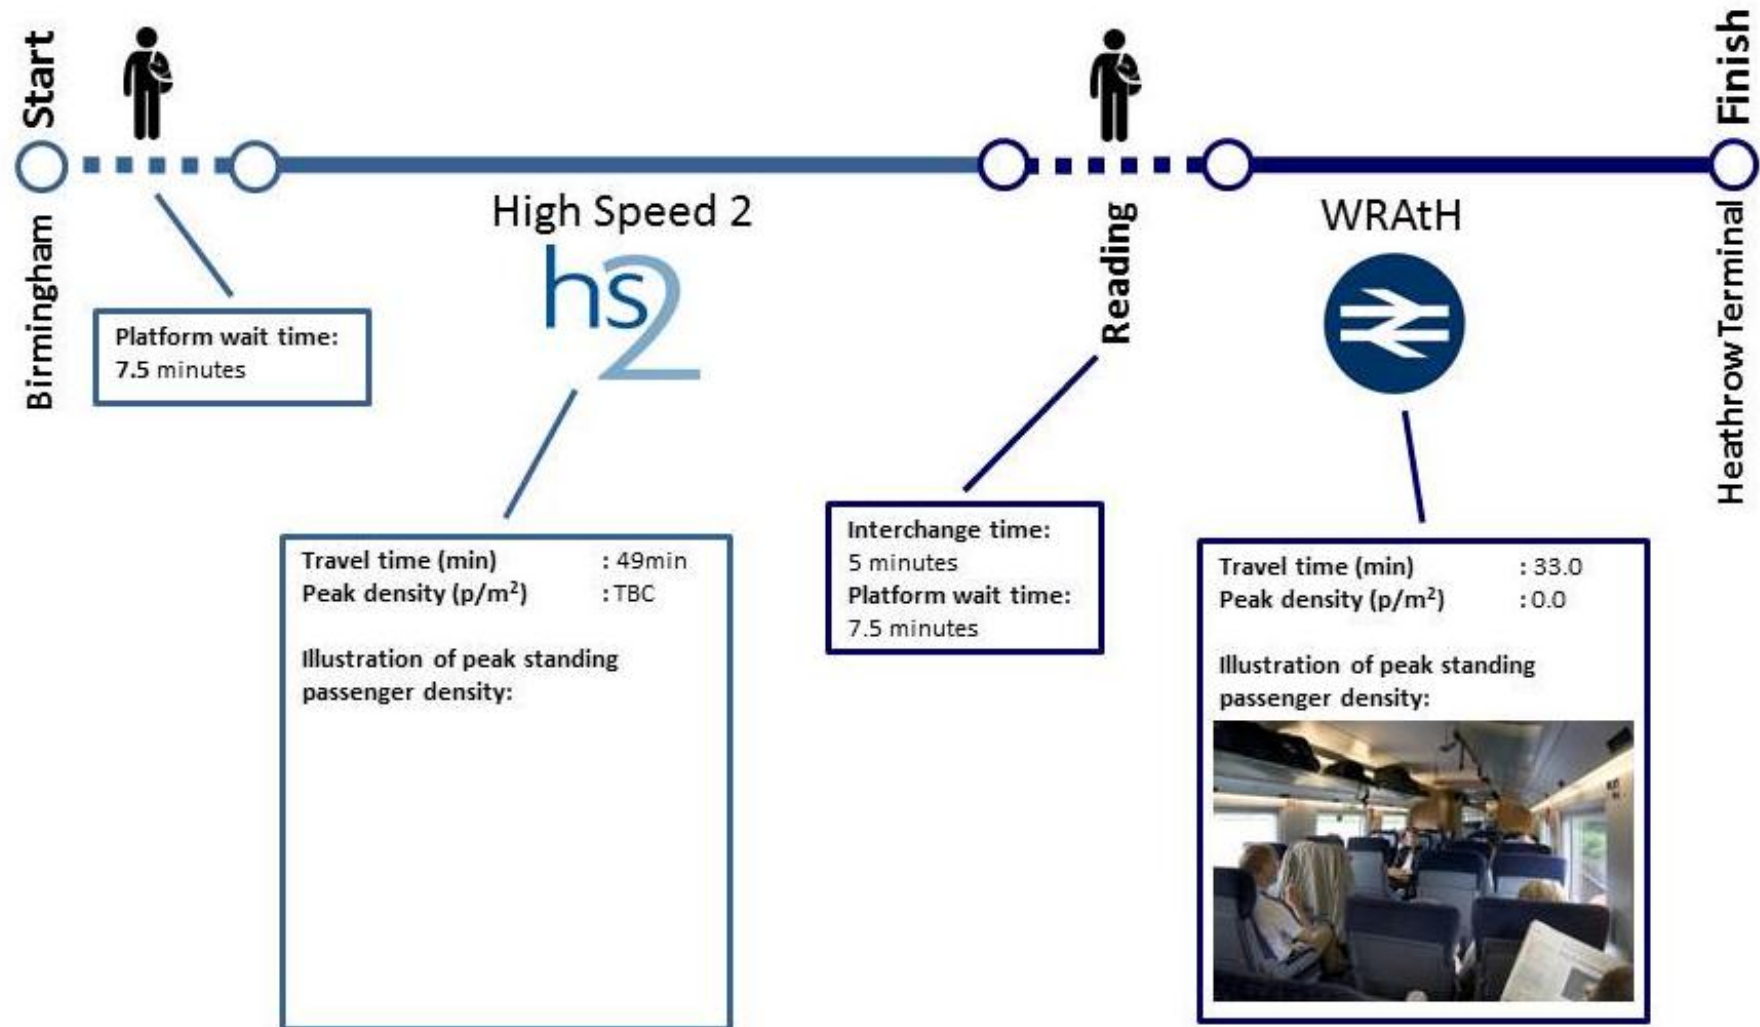 Start
Birmingham
Platform wait time:
7.5 minutes
High Speed 2
hs2
Travel time (min) : 49min
Peak density (p/m²) : TBC
Illustration of peak standing
passenger density:
Reading
Interchange time:
5 minutes
Platform wait time:
7.5 minutes
WRAtH
Travel time (min) : 33.0
Peak density (p/m²) : 0.0
Illustration of peak standing
passenger density:
Finish
Heathrow Terminal